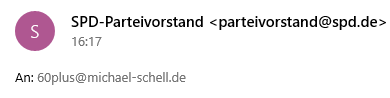 S
SPD-Parteivorstand <parteivorstand@spd.de>
16:17
An: 60plus@michael-schell.de